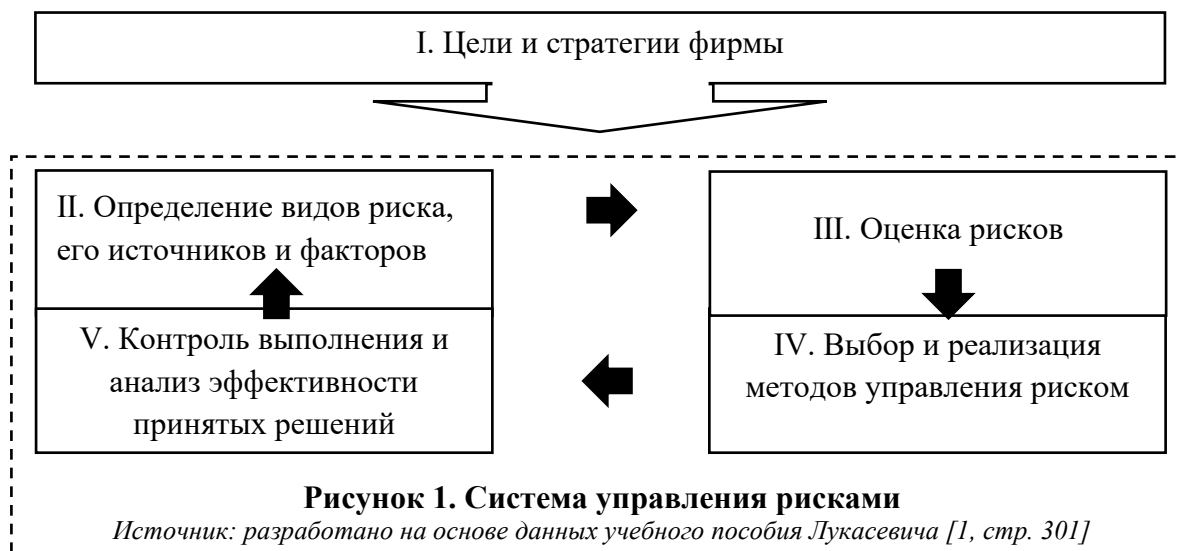 I. Цели и стратегии фирмы
II. Определение видов риска,
его источников и факторов
III. Оценка рисков
V. Контроль выполнения и
анализ эффективности
принятых решений
IV. Выбор и реализация
методов управления риском
Рисунок 1. Система управления рисками
Источник: разработано на основе данных учебного пособия Лукасевича [1, стр. 301]